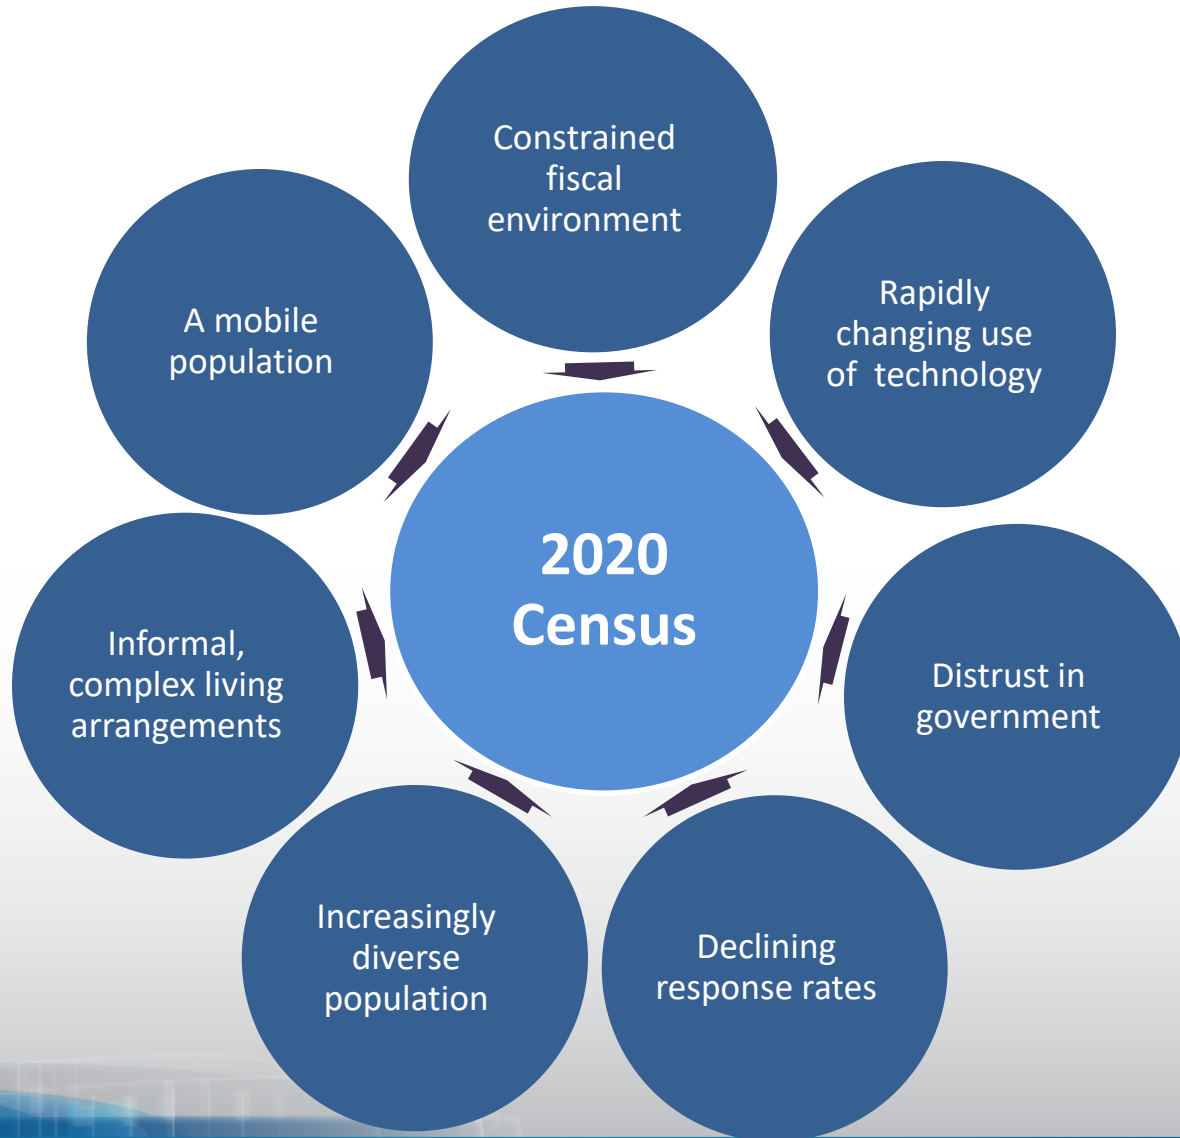 Constrained
fiscal
environment
Rapidly
changing use
of technology
Distrust in
government
Declining
response rates
Increasingly
diverse
population
Informal,
complex living
arrangements
A mobile
population
2020
Census